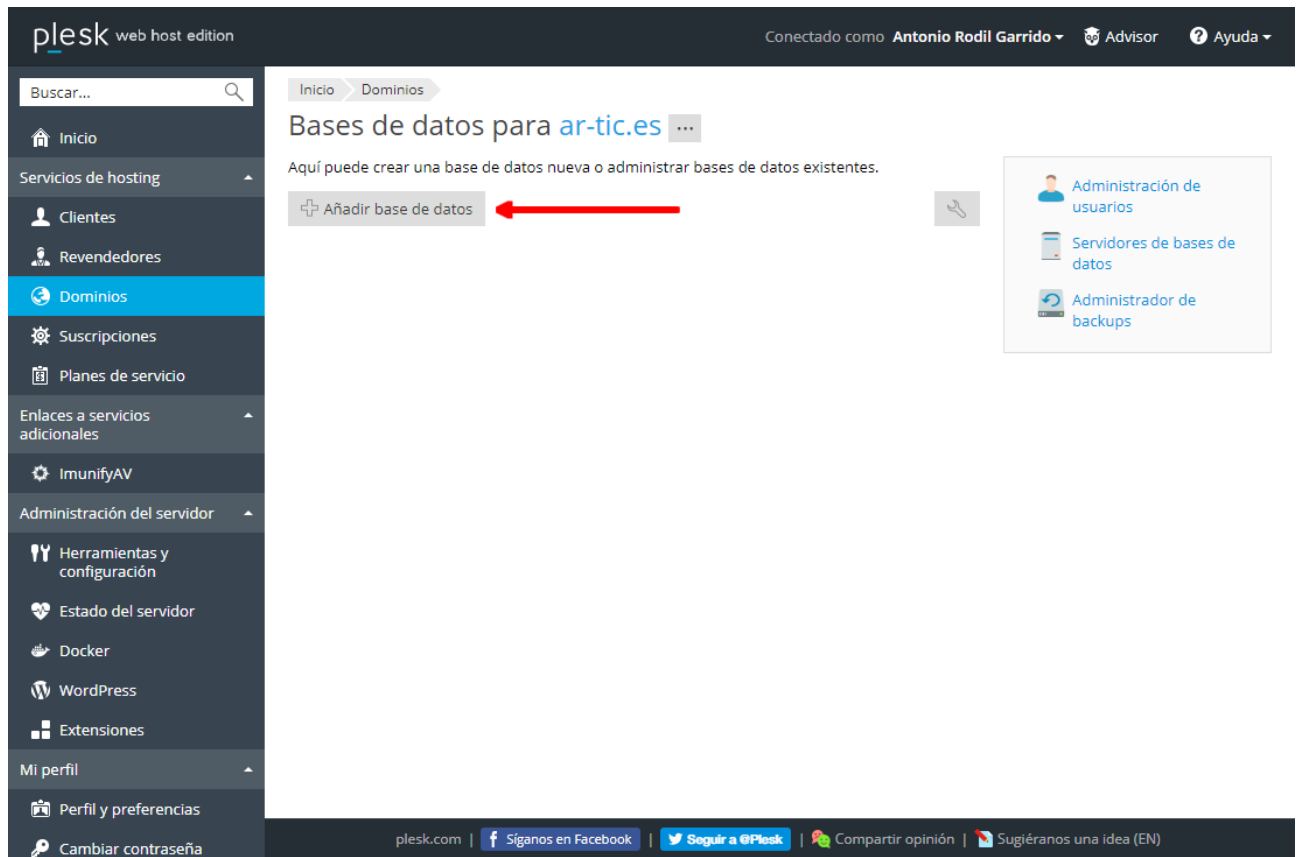 plesk web host edition
Conectado como Antonio Rodil Garrido
Advisor
Ayuda
Buscar...
Inicio
Servicios de hosting
Clientes
Revendedores
Dominios
Suscripciones
Planes de servicio
Enlaces a servicios
adicionales
ImunifyAV
Administración del servidor
Herramientas y
configuración
Estado del servidor
Docker
WordPress
Extensiones
Mi perfil
Perfil y preferencias
Cambiar contraseña
Inicio Dominios
Bases de datos para ar-tic.es ...
Aquí puede crear una base de datos nueva o administrar bases de datos existentes.
Añadir base de datos
Administración de
usuarios
Servidores de bases de
datos
Administrador de
backups
plesk.com | Síganos en Facebook | Seguir a @Plesk | Compartir opinión | Sugiéranos una idea (EN)